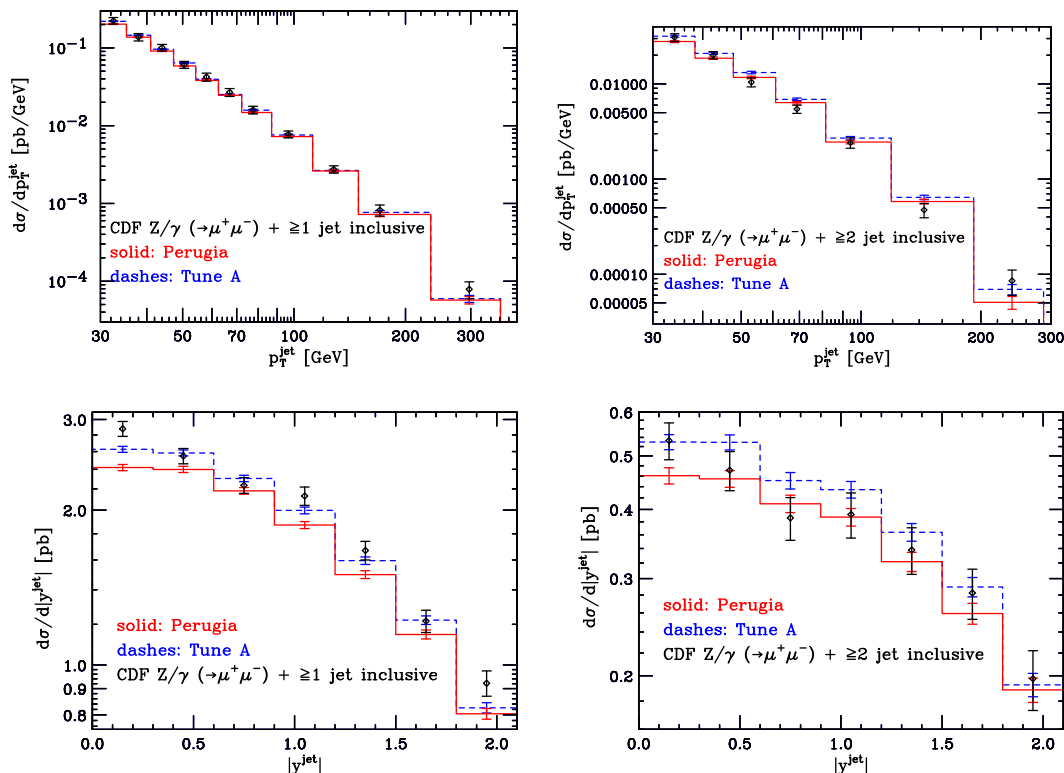 10⁻¹
10⁻²
10⁻³
10⁻⁴
dσ/dp_T^jet [pb/GeV]
CDF Z/γ (→μ⁺μ⁻) + ≧1 jet inclusive
solid: Perugia
dashes: Tune A
30 50 70 100 200 300
p_T^jet [GeV]
0.01000
0.00500
0.00100
0.00050
0.00010
0.00005
dσ/dp_T^jet [pb/GeV]
CDF Z/γ (→μ⁺μ⁻) + ≧2 jet inclusive
solid: Perugia
dashes: Tune A
30 50 70 100 200 300
p_T^jet [GeV]
3.0
2.0
1.0
0.9
0.8
dσ/d|y^jet| [pb]
solid: Perugia
dashes: Tune A
CDF Z/γ (→μ⁺μ⁻) + ≧1 jet inclusive
0.0 0.5 1.0 1.5 2.0
|y^jet|
0.6
0.5
0.4
0.3
0.2
dσ/d|y^jet| [pb]
solid: Perugia
dashes: Tune A
CDF Z/γ (→μ⁺μ⁻) + ≧2 jet inclusive
0.0 0.5 1.0 1.5 2.0
|y^jet|